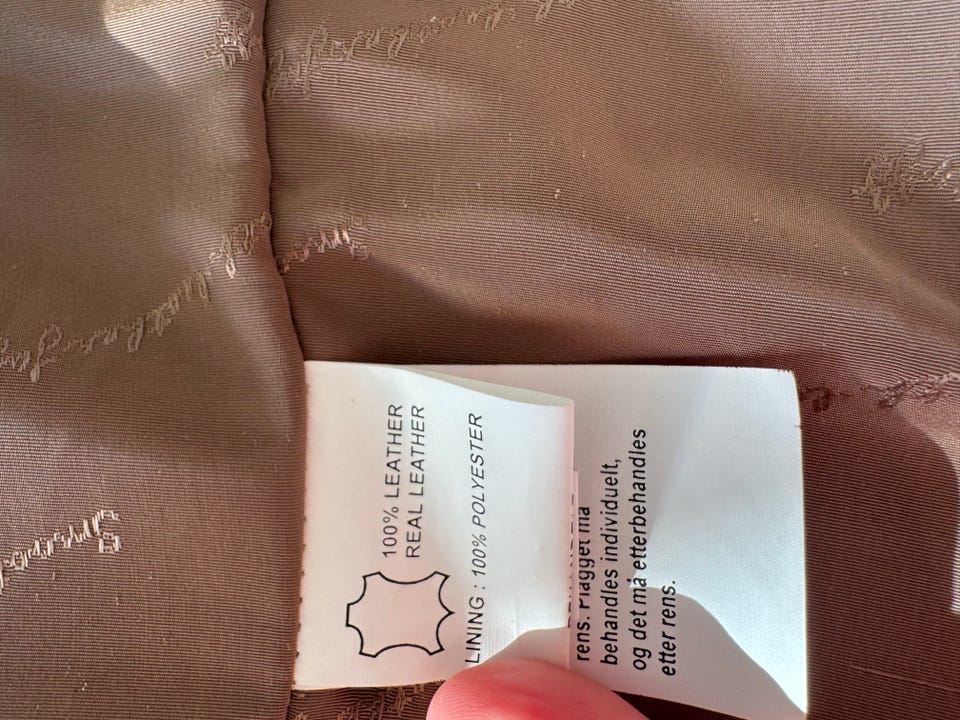 100% LEATHER
REAL LEATHER
LINING : 100% POLYESTER
rens. Plagget må
behandles individuelt,
og det må etterbehandles
etter rens.